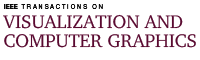 IEEE TRANSACTIONS ON
VISUALIZATION AND
COMPUTER GRAPHICS